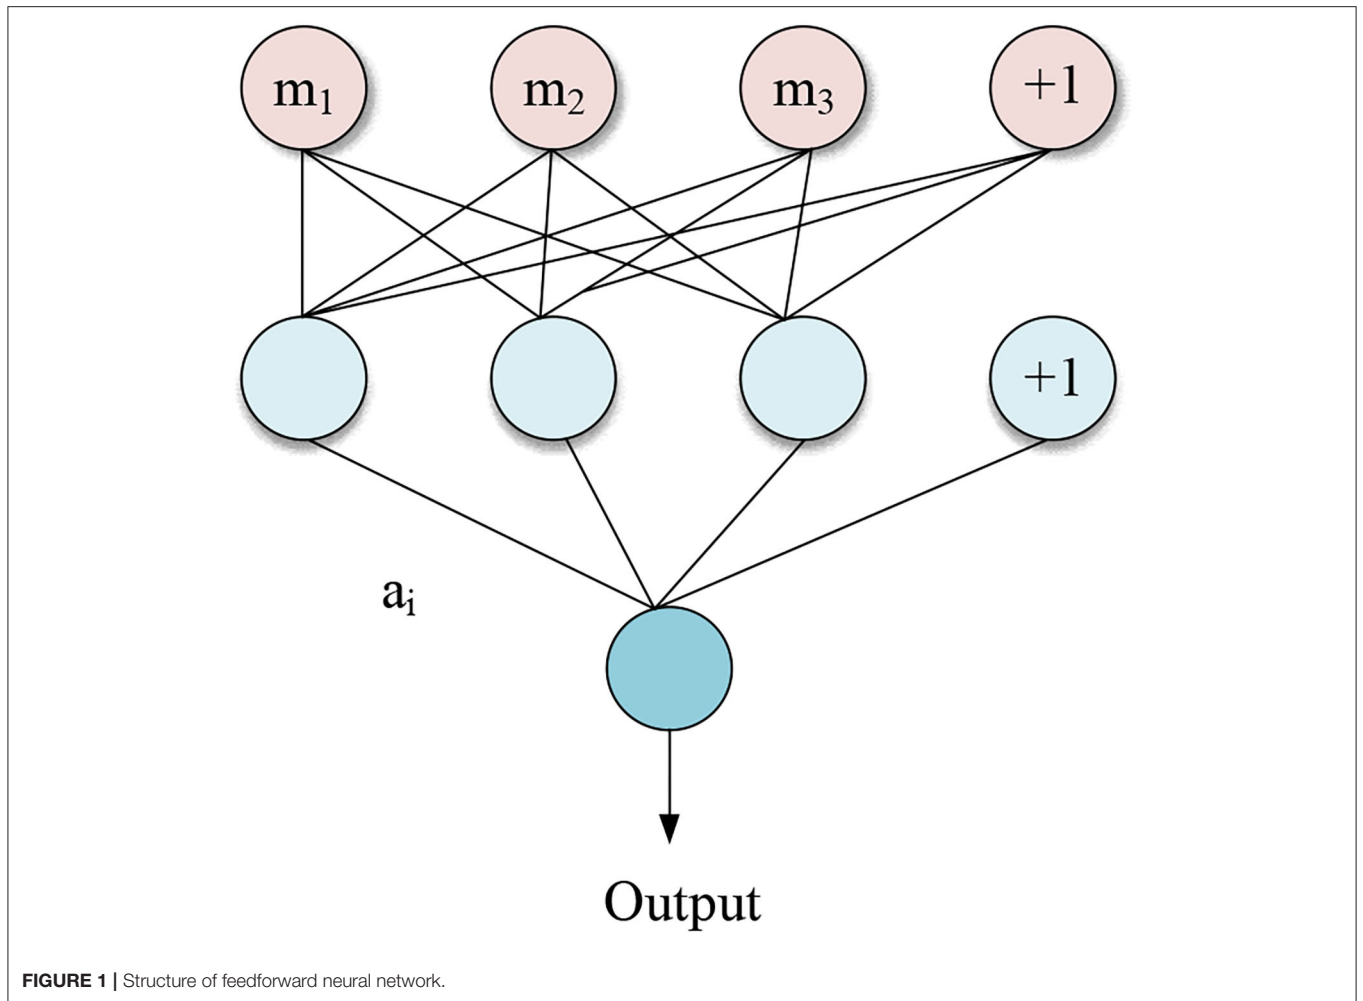 m₁ m₂ m₃ +1
+1
aᵢ
Output
FIGURE 1 | Structure of feedforward neural network.